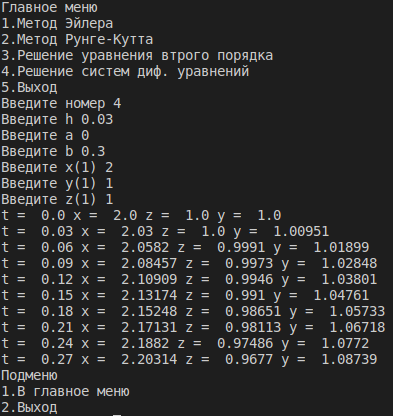 Главное меню
1.Метод Эйлера
2.Метод Рунге-Кутта
3.Решение уравнения втрого порядка
4.Решение систем диф. уравнений
5.Выход
Введите номер 4
Введите h 0.03
Введите a 0
Введите b 0.3
Введите x(1) 2
Введите y(1) 1
Введите z(1) 1
t =  0.0 x =  2.0 z =  1.0 y =  1.0
t =  0.03 x =  2.03 z =  1.0 y =  1.00951
t =  0.06 x =  2.0582 z =  0.9991 y =  1.01899
t =  0.09 x =  2.08457 z =  0.9973 y =  1.02848
t =  0.12 x =  2.10909 z =  0.9946 y =  1.03801
t =  0.15 x =  2.13174 z =  0.991 y =  1.04761
t =  0.18 x =  2.15248 z =  0.98651 y =  1.05733
t =  0.21 x =  2.17131 z =  0.98113 y =  1.06718
t =  0.24 x =  2.1882 z =  0.97486 y =  1.0772
t =  0.27 x =  2.20314 z =  0.9677 y =  1.08739
Подменю
1.В главное меню
2.Выход